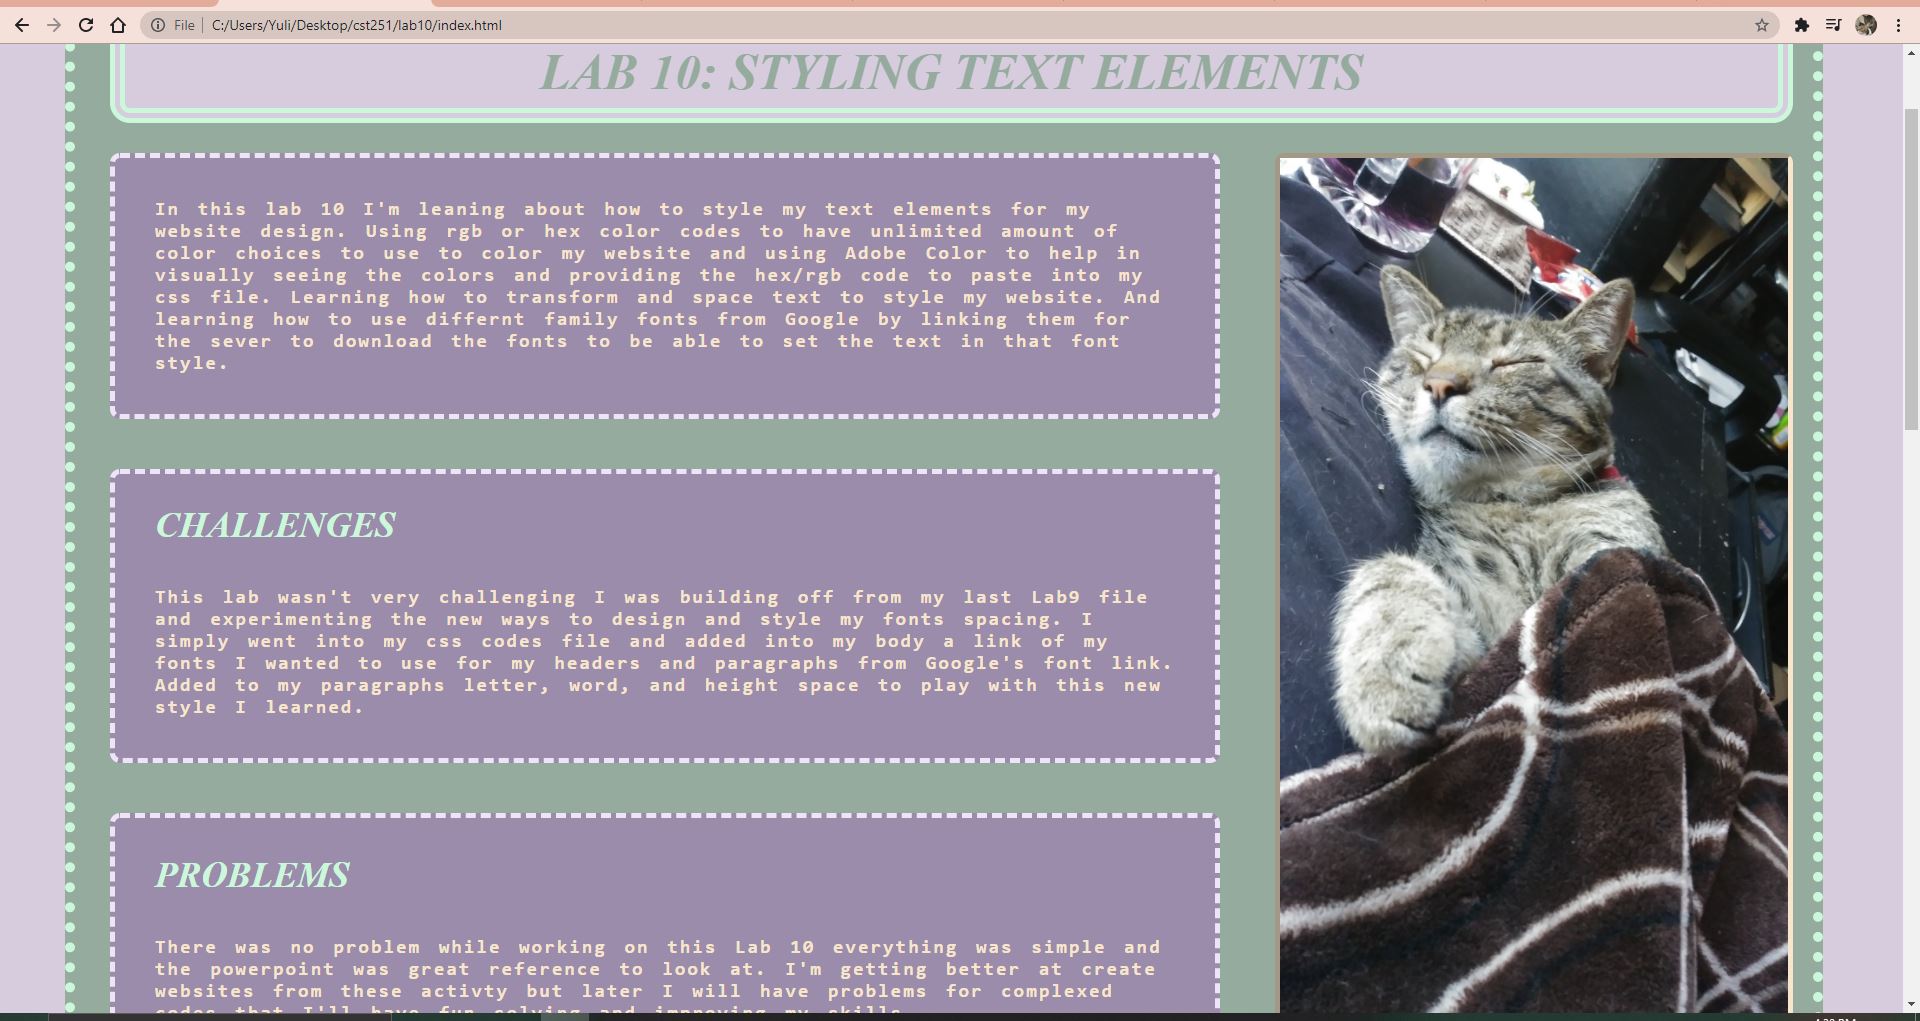 File
C:/Users/Yuli/Desktop/cst251/lab10/index.html
LAB 10: STYLING TEXT ELEMENTS
In this lab 10 I'm leaning about how to style my text elements for my
website design. Using rgb or hex color codes to have unlimited amount of
color choices to use to color my website and using Adobe Color to help in
visually seeing the colors and providing the hex/rgb code to paste into my
css file. Learning how to transform and space text to style my website. And
learning how to use differnt family fonts from Google by linking them for
the sever to download the fonts to be able to set the text in that font
style.
CHALLENGES
This lab wasn't very challenging I was building off from my last Lab9 file
and experimenting the new ways to design and style my fonts spacing. I
simply went into my css codes file and added into my body a link of my
fonts I wanted to use for my headers and paragraphs from Google's font link.
Added to my paragraphs letter, word, and height space to play with this new
style I learned.
PROBLEMS
There was no problem while working on this Lab 10 everything was simple and
the powerpoint was great reference to look at. I'm getting better at create
websites from these activty but later I will have problems for complexed
codes that I'll have fun solving and improving my skills